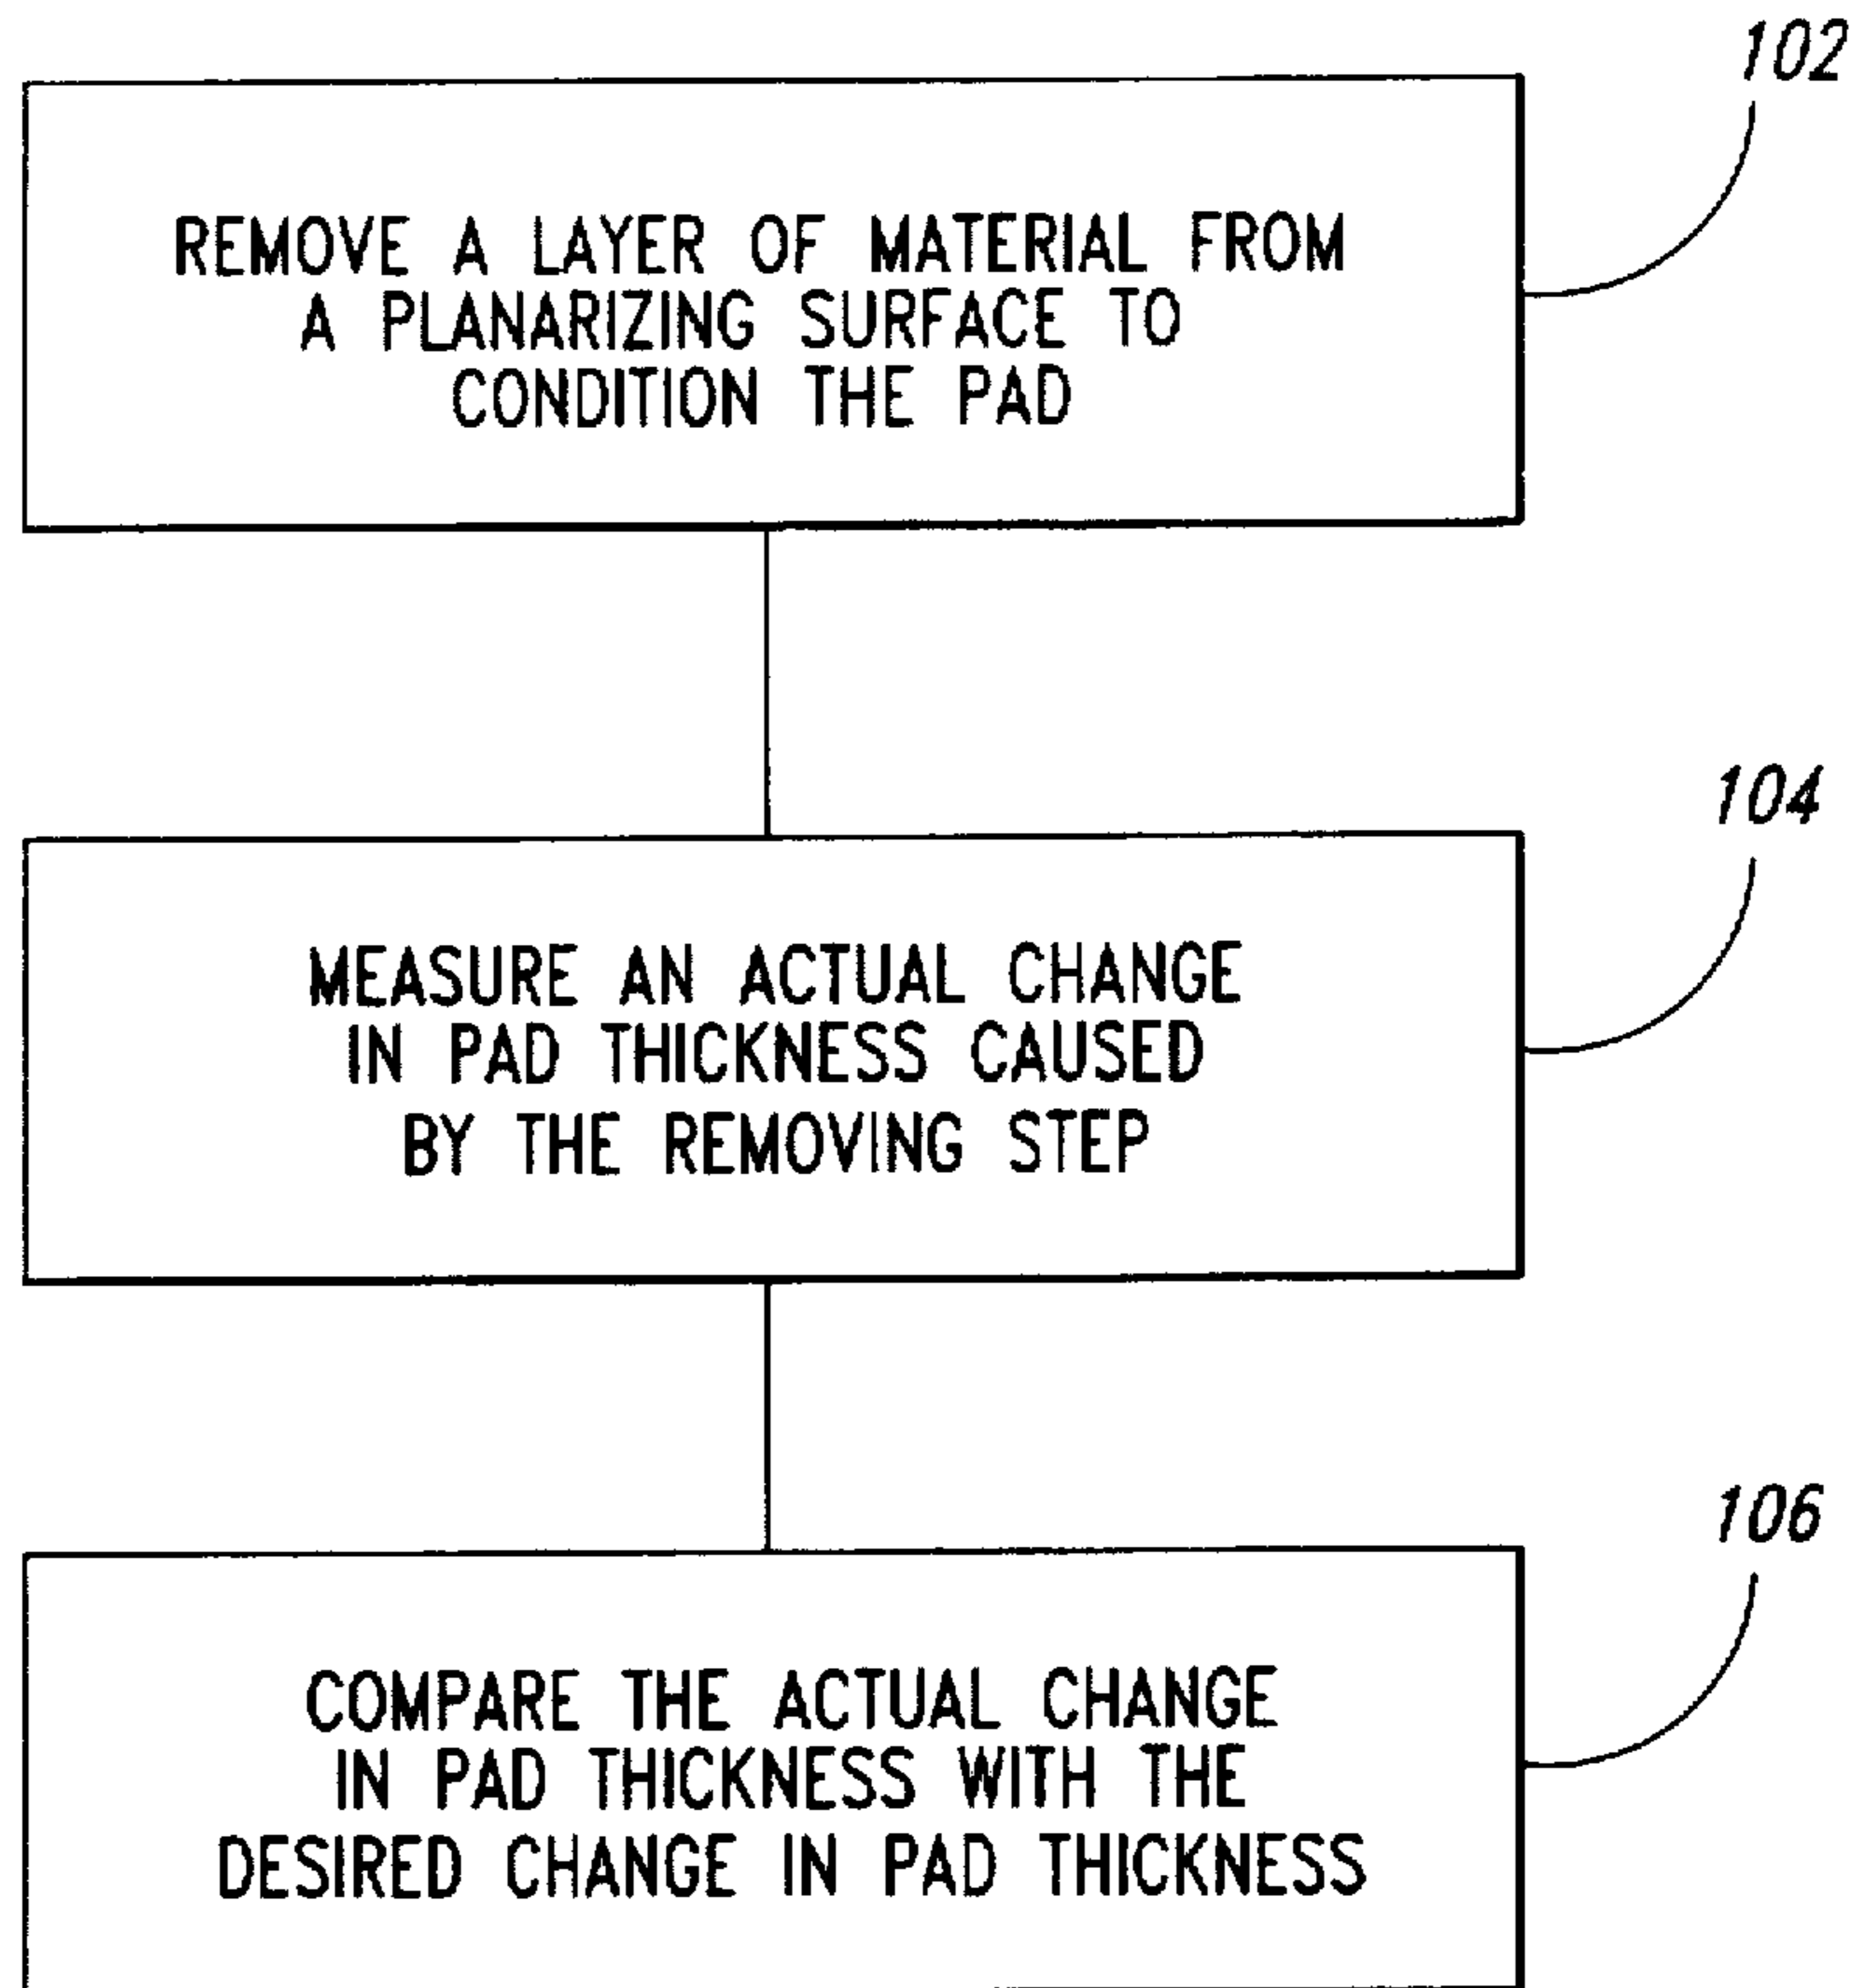 102
REMOVE A LAYER OF MATERIAL FROM
A PLANARIZING SURFACE TO
CONDITION THE PAD
104
MEASURE AN ACTUAL CHANGE
IN PAD THICKNESS CAUSED
BY THE REMOVING STEP
106
COMPARE THE ACTUAL CHANGE
IN PAD THICKNESS WITH THE
DESIRED CHANGE IN PAD THICKNESS